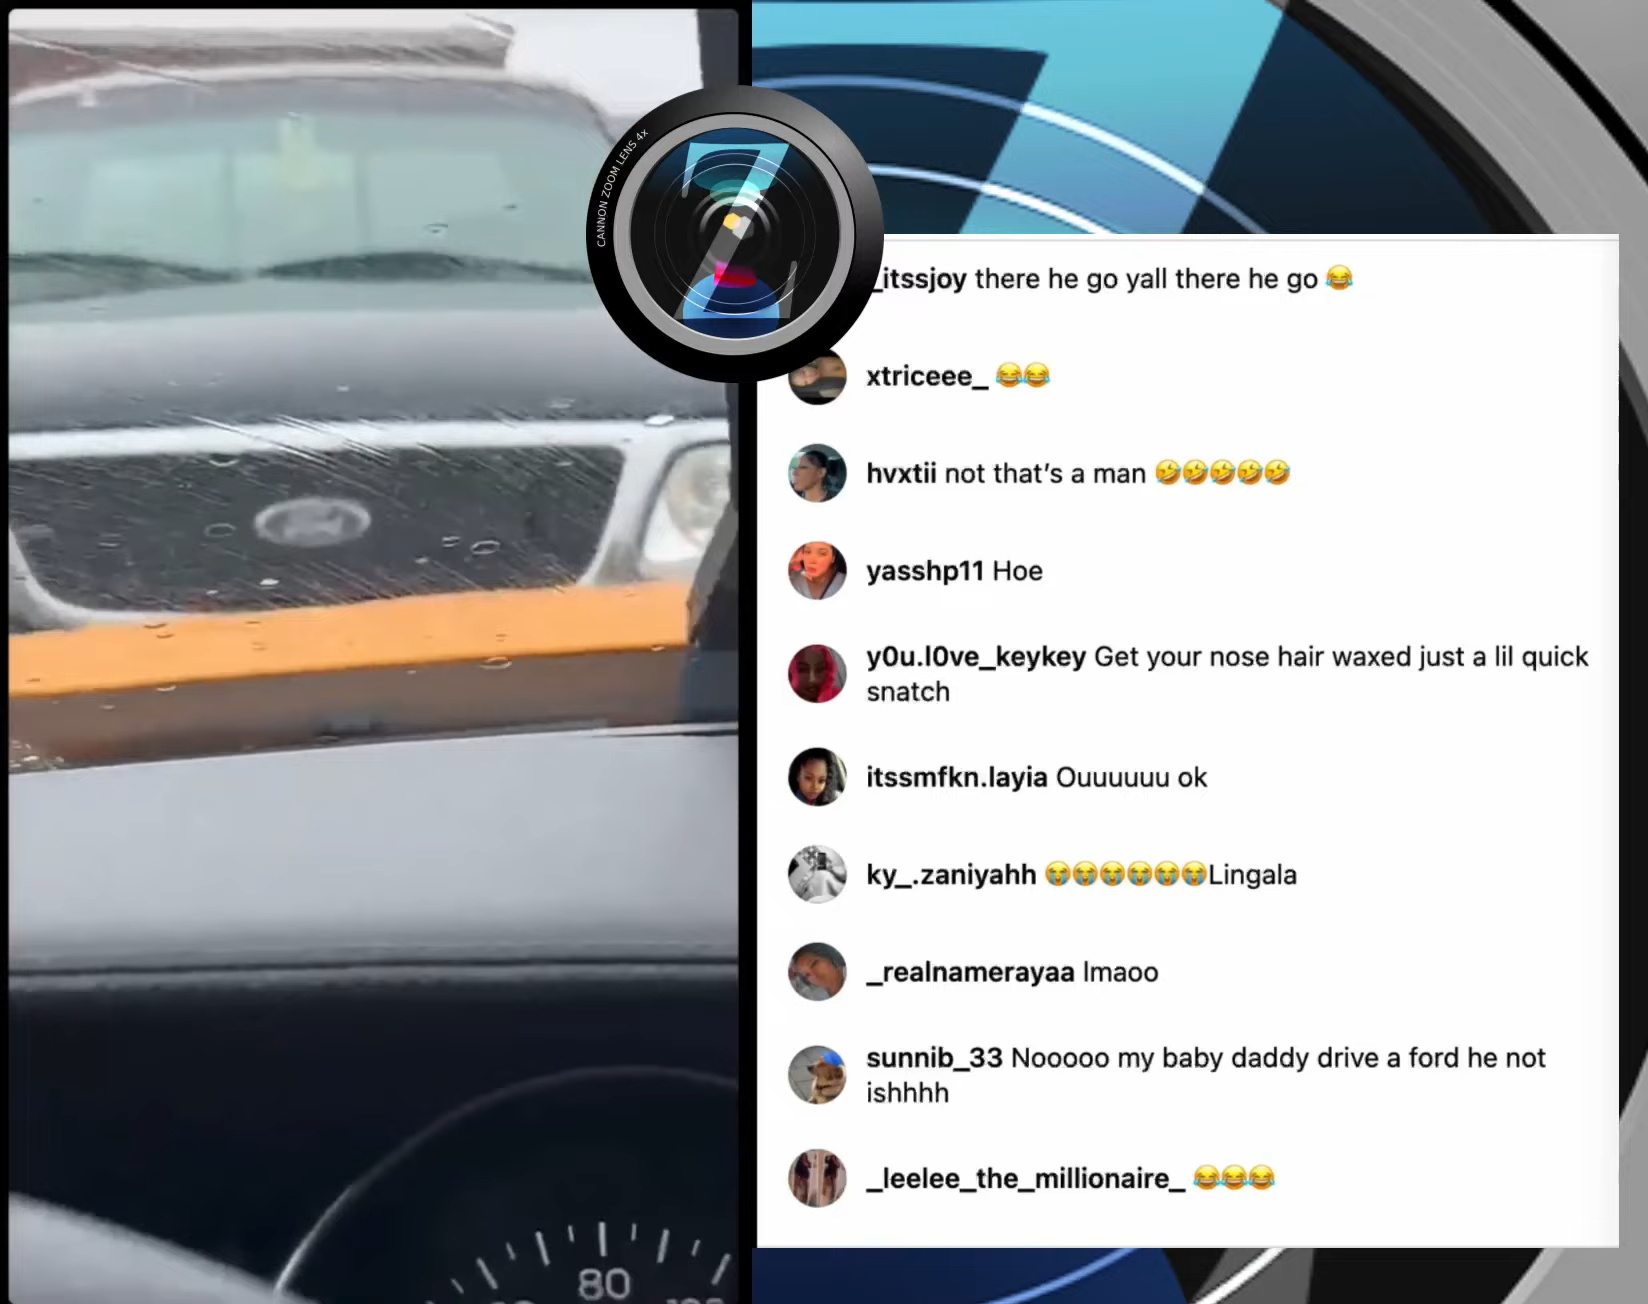 CANNON ZOOM LENS 4x
_itssjoy there he go yall there he go 😂
xtriceee_ 😂😂
hvxtii not that's a man 🤣🤣🤣🤣🤣
yasshp11 Hoe
y0u.l0ve_keykey Get your nose hair waxed just a lil quick
snatch
itssmfkn.layia Ouuuuuu ok
ky_.zaniyahh 😭😭😭😭😭😭Lingala
_realnamerayaa lmaoo
sunnib_33 Nooooo my baby daddy drive a ford he not
ishhhh
_leelee_the_millionaire_ 😂😂😂
80